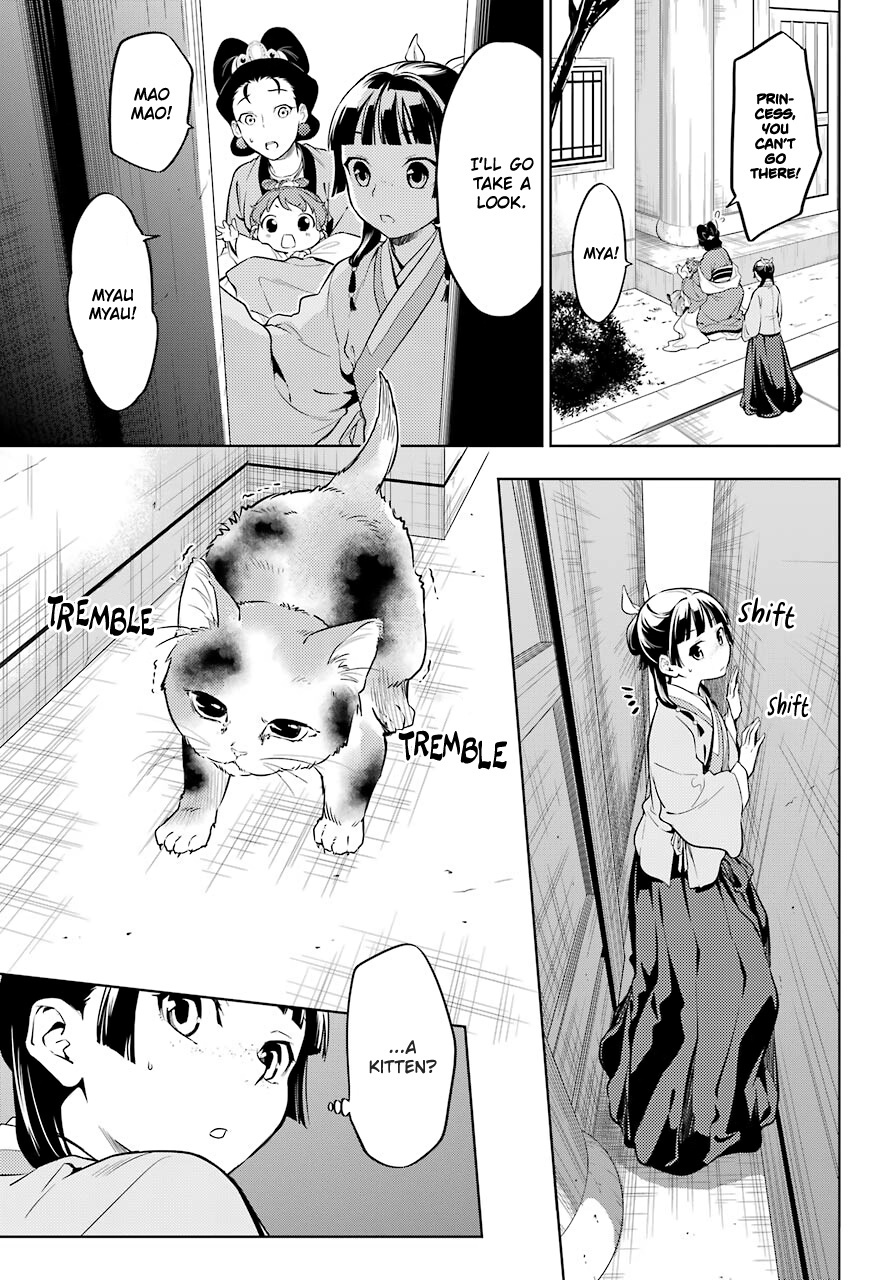 PRIN-
CESS,
YOU
CAN'T
GO
THERE!
MYA!
I'LL GO
TAKE A
LOOK.
MAO
MAO!
MYAU
MYAU!
Shift
Shift
TREMBLE
TREMBLE
...A
KITTEN?